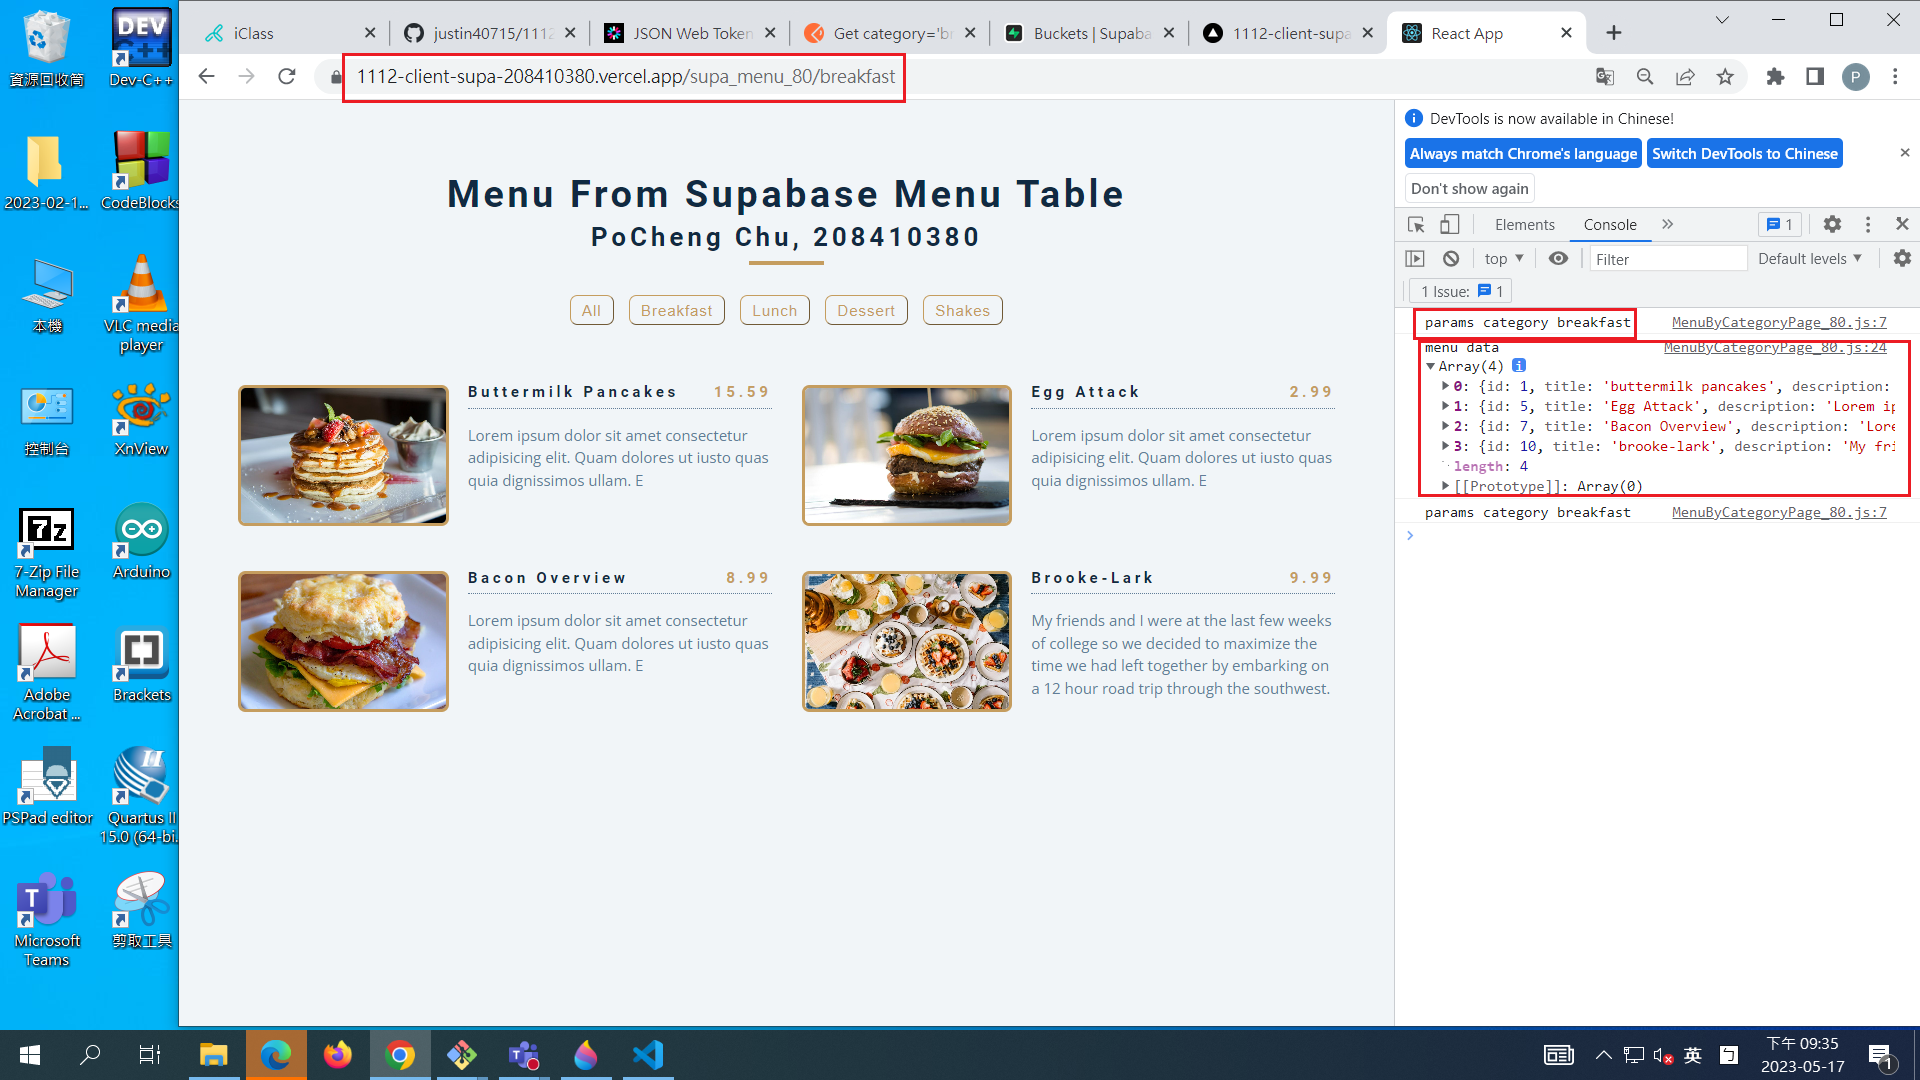 iClass
justin40715/1112
JSON Web Token
Get category='br
Buckets | Supaba
1112-client-supa
React App
1112-client-supa-208410380.vercel.app/supa_menu_80/breakfast
P
Menu From Supabase Menu Table
PoCheng Chu, 208410380
All
Breakfast
Lunch
Dessert
Shakes
Buttermilk Pancakes 15.59
Lorem ipsum dolor sit amet consectetur
adipisicing elit. Quam dolores ut iusto quas
quia dignissimos ullam. E
Egg Attack 2.99
Lorem ipsum dolor sit amet consectetur
adipisicing elit. Quam dolores ut iusto quas
quia dignissimos ullam. E
Bacon Overview 8.99
Lorem ipsum dolor sit amet consectetur
adipisicing elit. Quam dolores ut iusto quas
quia dignissimos ullam. E
Brooke-Lark 9.99
My friends and I were at the last few weeks
of college so we decided to maximize the
time we had left together by embarking on
a 12 hour road trip through the southwest.
DevTools is now available in Chinese!
Always match Chrome's language
Switch DevTools to Chinese
Don't show again
Elements
Console
1
top
Filter
Default levels
1 Issue: 1
params category breakfast MenuByCategoryPage_80.js:7
menu data MenuByCategoryPage_80.js:24
Array(4)
0: {id: 1, title: 'buttermilk pancakes', description:
1: {id: 5, title: 'Egg Attack', description: 'Lorem ip
2: {id: 7, title: 'Bacon Overview', description: 'Lore
3: {id: 10, title: 'brooke-lark', description: 'My fri
length: 4
[[Prototype]]: Array(0)
params category breakfast MenuByCategoryPage_80.js:7
資源回收筒
DEV
C++
Dev-C++
2023-02-1...
CodeBlocks
本機
VLC media
player
控制台
XnView
7z
7-Zip File
Manager
Arduino
Adobe
Acrobat ...
Brackets
PSPad editor
II
Quartus II
15.0 (64-bi...
T
Microsoft
Teams
剪取工具
英
ㄅ
下午 09:35
2023-05-17
1